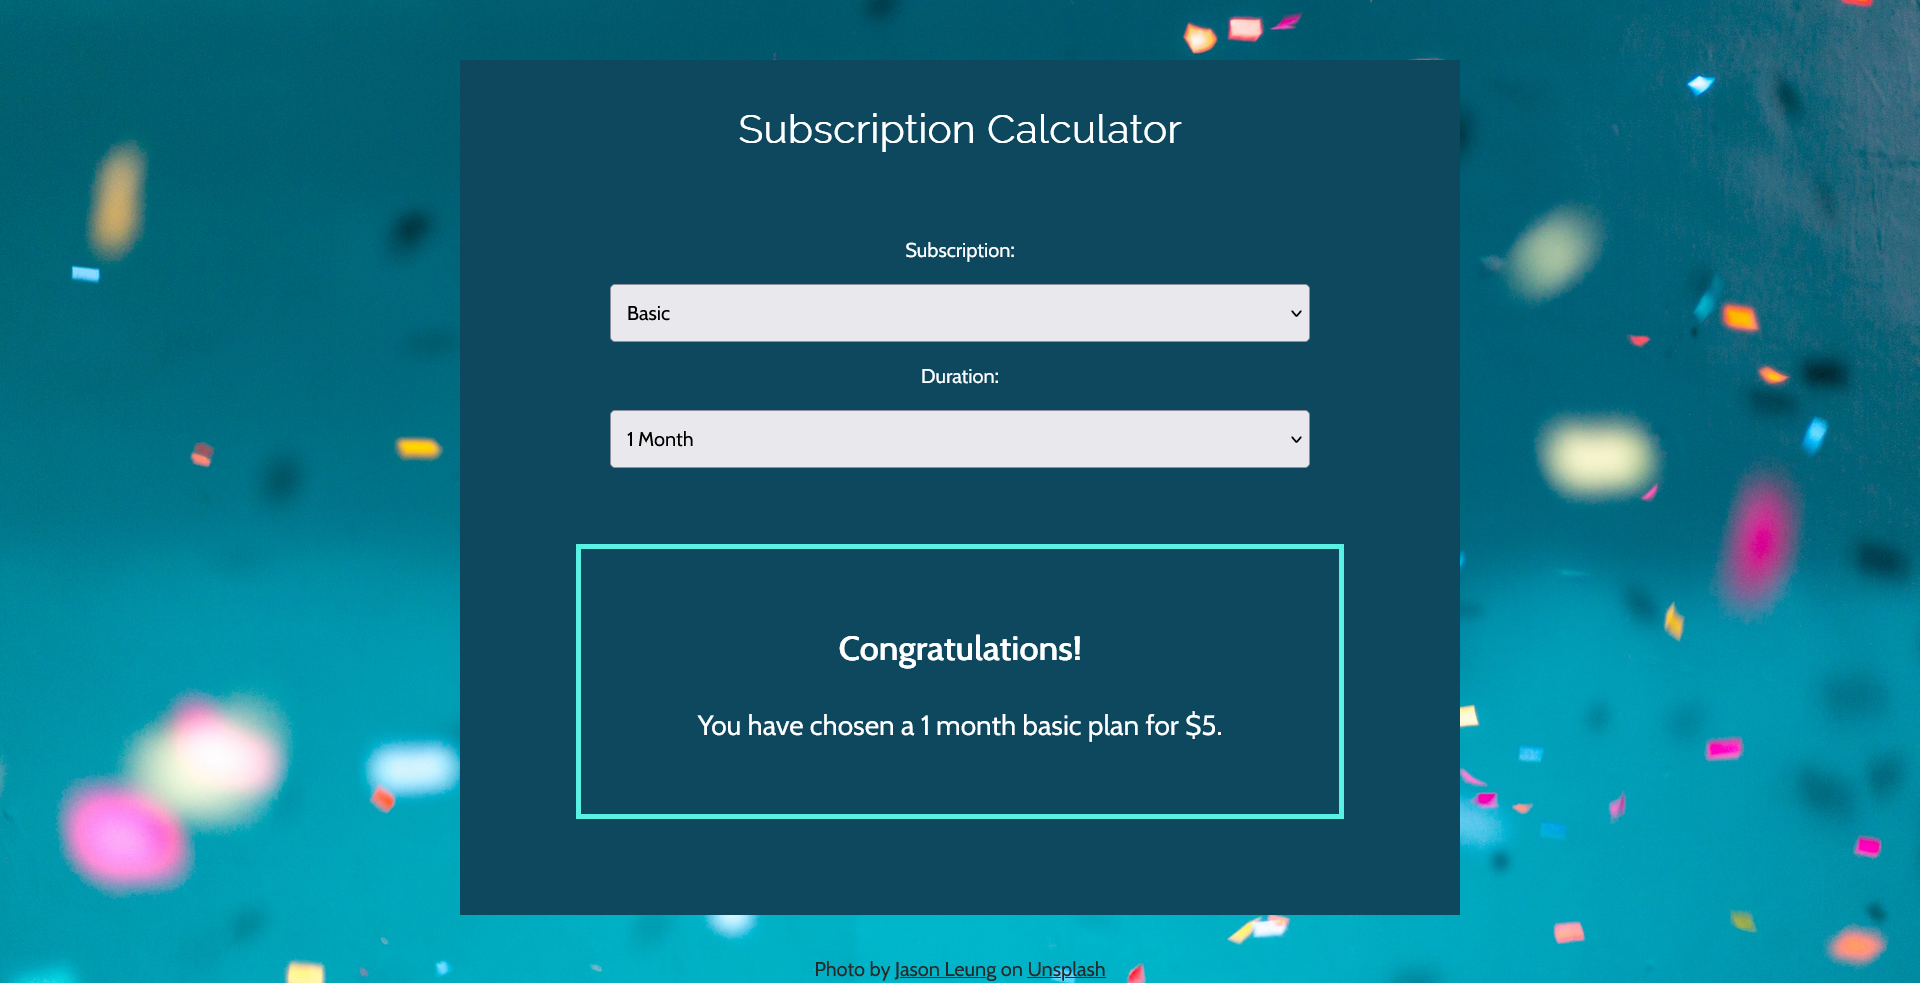 Subscription Calculator
Subscription:
Basic
Duration:
1 Month
Congratulations!
You have chosen a 1 month basic plan for $5.
Photo by Jason Leung on Unsplash